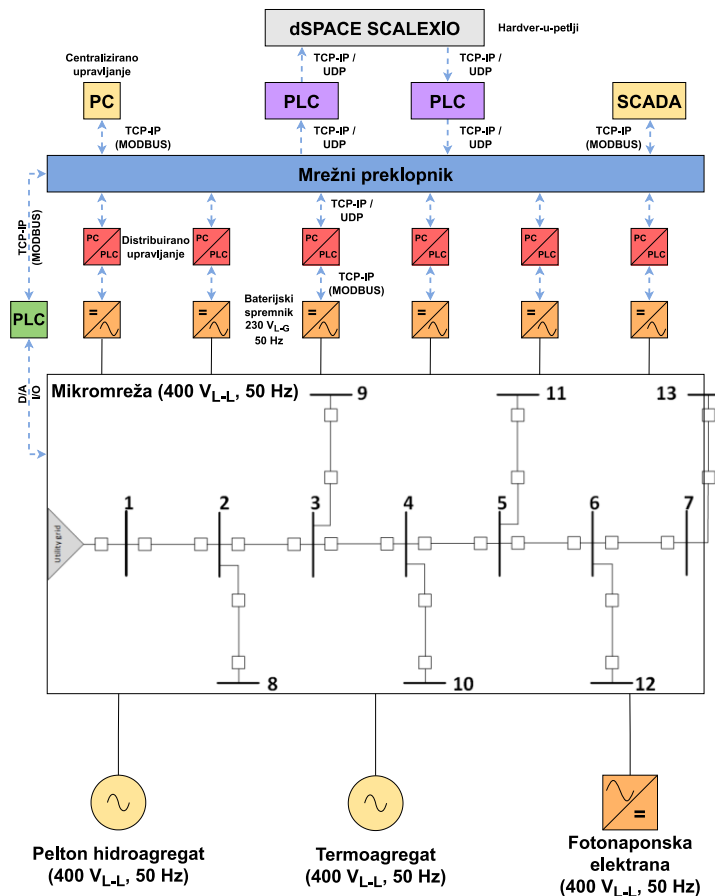 dSPACE SCALEXIO
Hardver-u-petlji
TCP-IP /
UDP
TCP-IP /
UDP
Centralizirano
upravljanje
PC
PLC
PLC
SCADA
TCP-IP
(MODBUS)
TCP-IP /
UDP
TCP-IP /
UDP
TCP-IP
(MODBUS)
Mrežni preklopnik
TCP-IP
(MODBUS)
TCP-IP /
UDP
PC
PLC
Distribuirano
upravljanje
PC
PLC
PC
PLC
PC
PLC
PC
PLC
PC
PLC
TCP-IP
(MODBUS)
PLC
=
Baterijski
spremnik
230 VL-G
50 Hz
=
=
=
=
=
D/A
I/O
Mikromreža (400 VL-L, 50 Hz)
9
11
13
1
2
3
4
5
6
7
Utility grid
8
10
12
=
Pelton hidroagregat
(400 VL-L, 50 Hz)
Termoagregat
(400 VL-L, 50 Hz)
Fotonaponska
elektrana
(400 VL-L, 50 Hz)